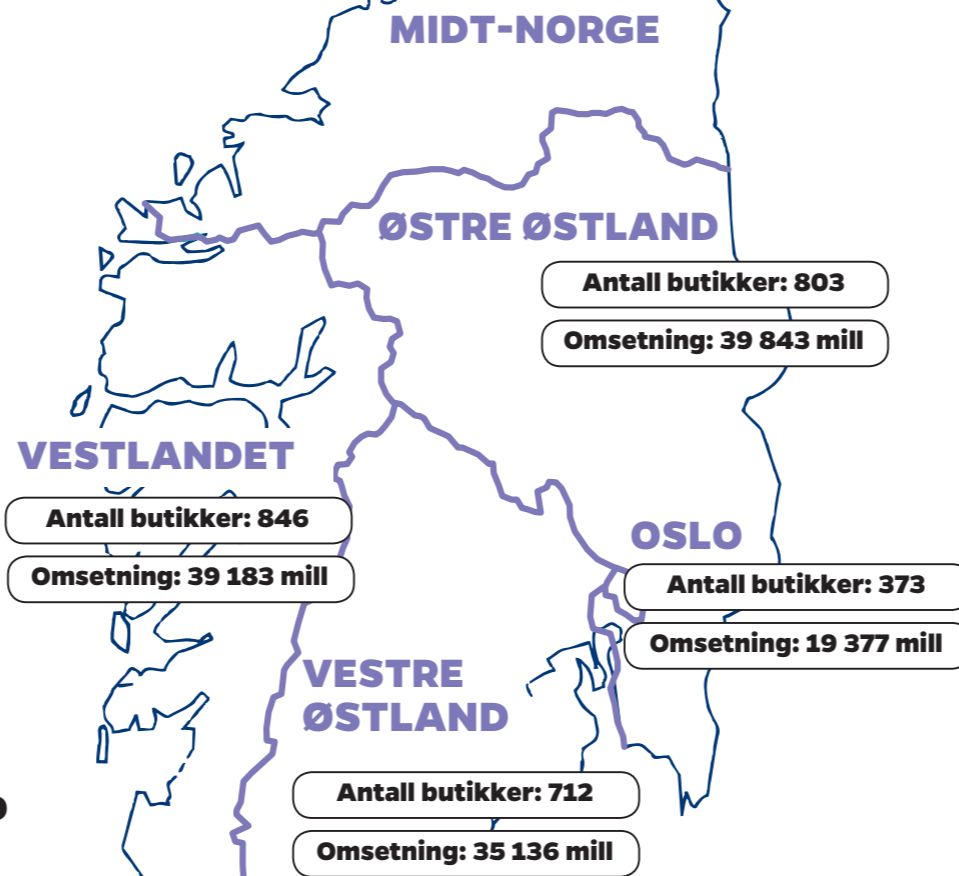 MIDT-NORGE
ØSTRE ØSTLAND
Antall butikker: 803
Omsetning: 39 843 mill
VESTLANDET
Antall butikker: 846
Omsetning: 39 183 mill
OSLO
Antall butikker: 373
Omsetning: 19 377 mill
VESTRE
ØSTLAND
Antall butikker: 712
Omsetning: 35 136 mill